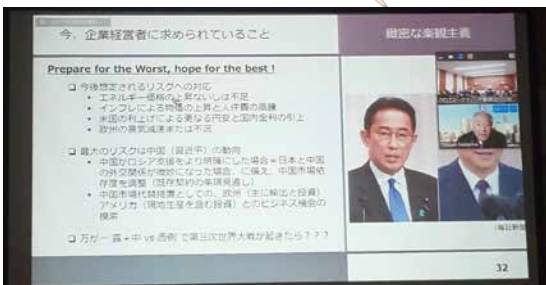 今、企業経営者に求められていること
緻密な楽観主義
Prepare for the Worst, hope for the best !
□ 今後想定されるリスクへの対応
• エネルギー価格の上昇ないしは不足
• インフレによる物価の上昇と人件費の高騰
• 米国の利上げによる更なる円安と国内金利の引上
• 欧州の景気減速または不足
□ 最大のリスクは中国（習近平）の動向
• 中国がロシア支援をより明確にした場合＝日本と中国
の外交関係が微妙になった場合、に備え、中国市場依
存度を調整（既存契約の条項見直し）
• 中国市場代替措置としての、欧州（主に輸出と投資）
アメリカ（現地生産を含む投資）とのビジネス機会の
模索
□ 万が一 露＋中 vs 西側 で第三次世界大戦が起きたら？？？
(毎日新聞
32